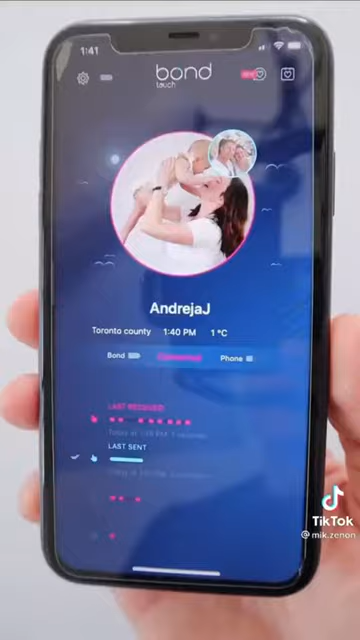 1:41
bond
touch
AndrejaJ
Toronto county 1:40 PM 1 °C
Bond Connected Phone
LAST RECEIVED
LAST SENT
TikTok
@mik.zenon